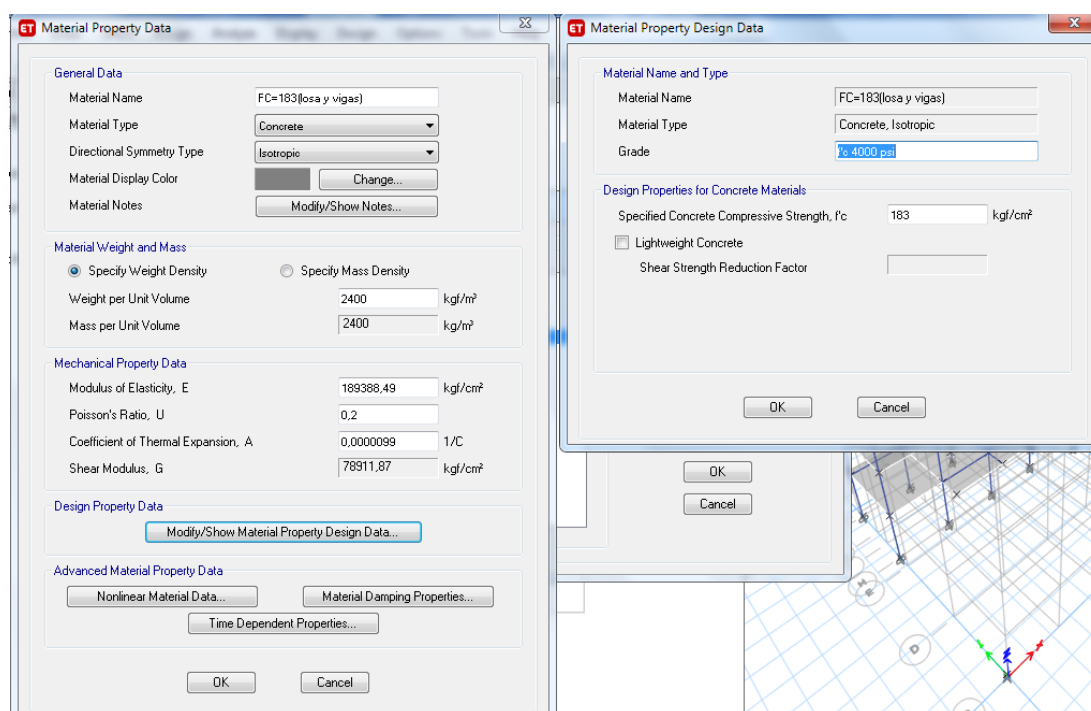 Material Property Data
General Data
Material Name FC=183(losa y vigas)
Material Type Concrete
Directional Symmetry Type Isotropic
Material Display Color Change...
Material Notes Modify/Show Notes...
Material Weight and Mass
Specify Weight Density Specify Mass Density
Weight per Unit Volume 2400 kgf/m³
Mass per Unit Volume 2400 kg/m³
Mechanical Property Data
Modulus of Elasticity, E 189388,49 kgf/cm²
Poisson's Ratio, U 0,2
Coefficient of Thermal Expansion, A 0,0000099 1/C
Shear Modulus, G 78911,87 kgf/cm²
Design Property Data
Modify/Show Material Property Design Data...
Advanced Material Property Data
Nonlinear Material Data... Material Damping Properties...
Time Dependent Properties...
OK Cancel
Material Property Design Data
Material Name and Type
Material Name FC=183(losa y vigas)
Material Type Concrete, Isotropic
Grade f'c 4000 psi
Design Properties for Concrete Materials
Specified Concrete Compressive Strength, f'c 183 kgf/cm²
Lightweight Concrete
Shear Strength Reduction Factor
OK Cancel
OK
Cancel
D